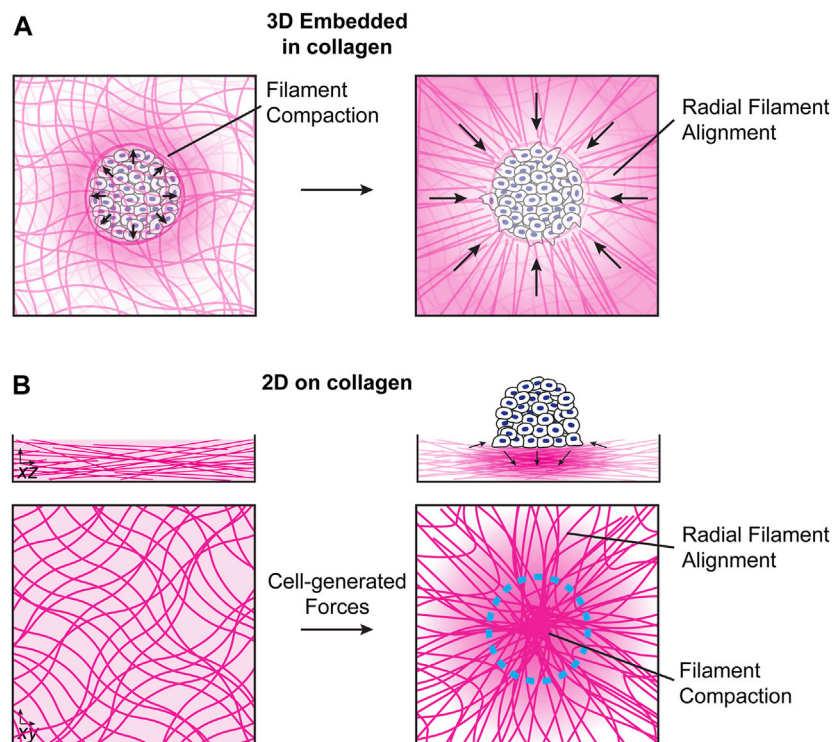 A
3D Embedded
in collagen
Filament
Compaction
Radial Filament
Alignment
B
2D on collagen
xz
Radial Filament
Alignment
Cell-generated
Forces
Filament
Compaction
xy